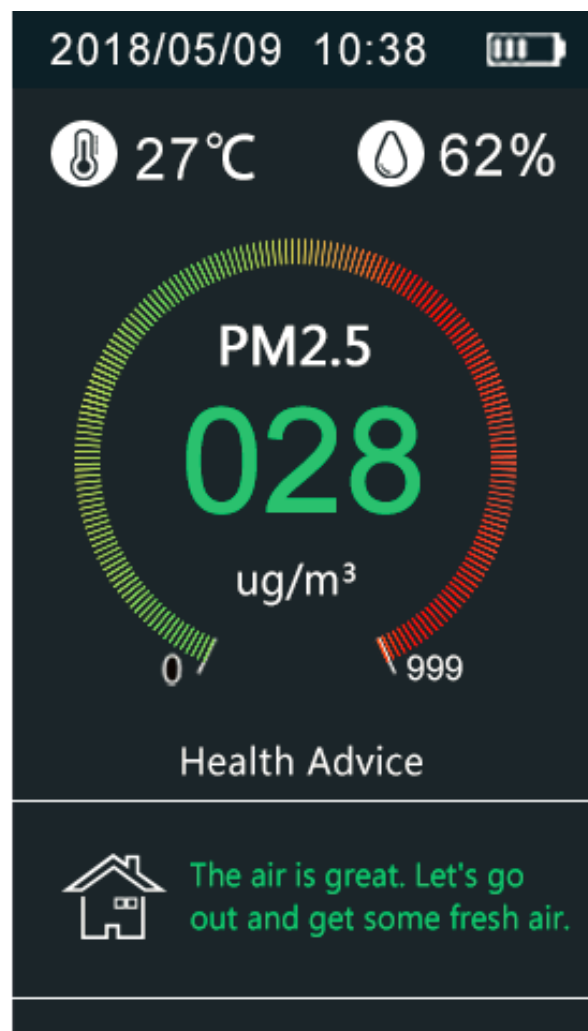 2018/05/09 10:38
27℃ 62%
PM2.5
028
ug/m³
0 999
Health Advice
The air is great. Let's go
out and get some fresh air.